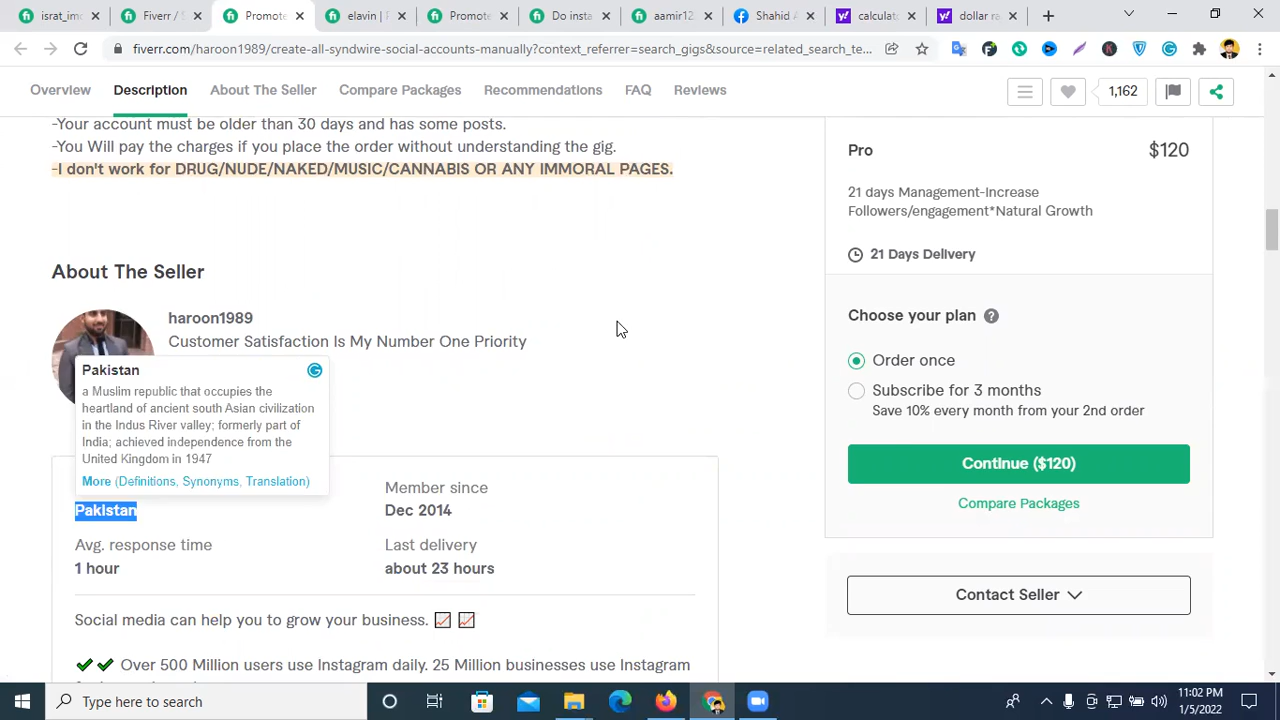 israt_im
Fiverr /
Promote
elavin |
Promote
Do insta
aamir12
Shahid A
calculat
dollar ra
fiverr.com/haroon1989/create-all-syndwire-social-accounts-manually?context_referrer=search_gigs&source=related_search_te...
Overview
Description
About The Seller
Compare Packages
Recommendations
FAQ
Reviews
1,162
-Your account must be older than 30 days and has some posts.
-You Will pay the charges if you place the order without understanding the gig.
-I don't work for DRUG/NUDE/NAKED/MUSIC/CANNABIS OR ANY IMMORAL PAGES.
About The Seller
haroon1989
Customer Satisfaction Is My Number One Priority
Pakistan
a Muslim republic that occupies the
heartland of ancient south Asian civilization
in the Indus River valley; formerly part of
India; achieved independence from the
United Kingdom in 1947
More (Definitions, Synonyms, Translation)
Pakistan
Member since
Dec 2014
Avg. response time
1 hour
Last delivery
about 23 hours
Social media can help you to grow your business.
Over 500 Million users use Instagram daily. 25 Million businesses use Instagram
Pro
$120
21 days Management-Increase
Followers/engagement*Natural Growth
21 Days Delivery
Choose your plan ?
Order once
Subscribe for 3 months
Save 10% every month from your 2nd order
Continue ($120)
Compare Packages
Contact Seller
Type here to search
11:02 PM
1/5/2022